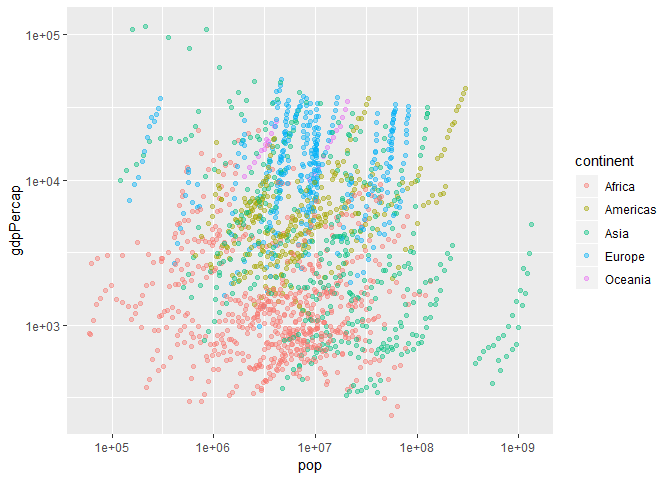 1e+05
1e+04
1e+03
gdpPercap
1e+05 1e+06 1e+07 1e+08 1e+09
pop
continent
Africa
Americas
Asia
Europe
Oceania